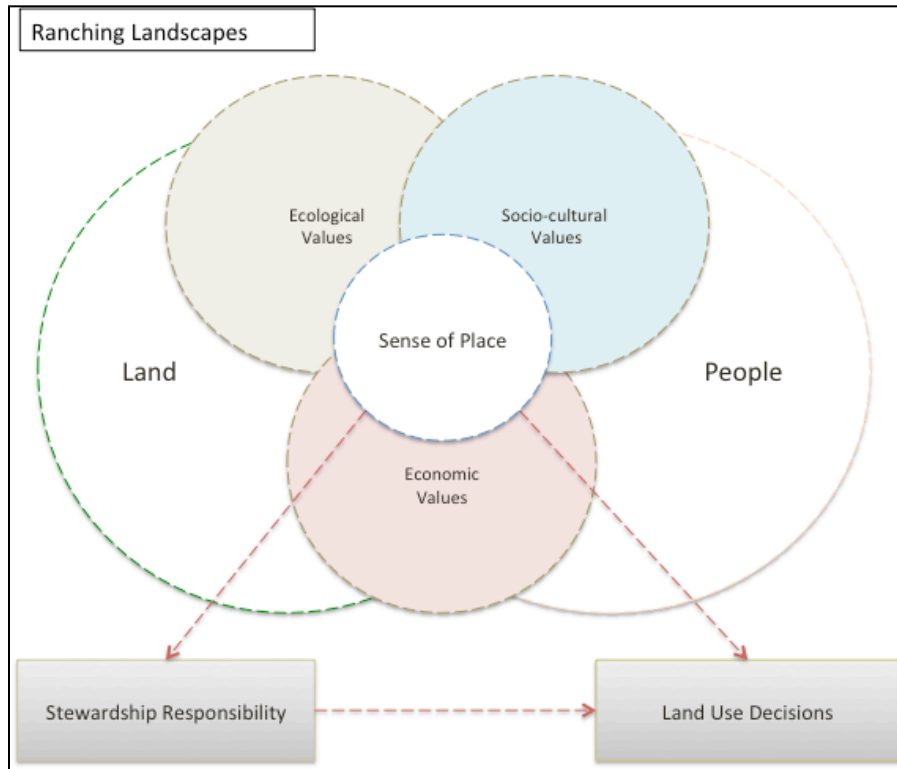 Ranching Landscapes
Ecological
Values
Socio-cultural
Values
Sense of Place
Land
People
Economic
Values
Stewardship Responsibility
Land Use Decisions